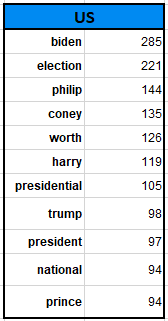 US
biden 285
election 221
philip 144
coney 135
worth 126
harry 119
presidential 105
trump 98
president 97
national 94
prince 94